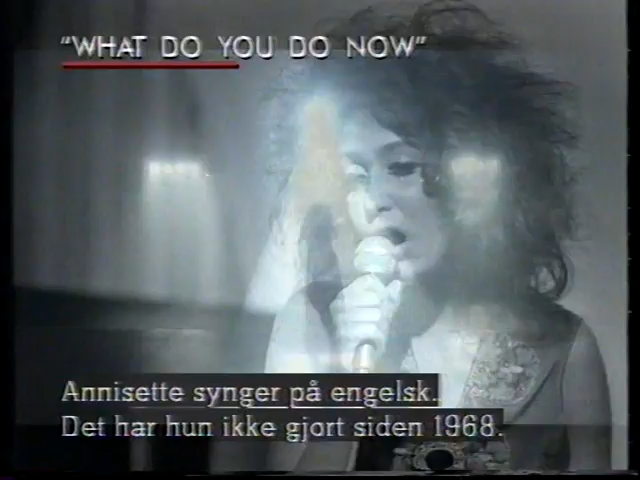 "WHAT DO YOU DO NOW"
Annisette synger på engelsk.
Det har hun ikke gjort siden 1968.